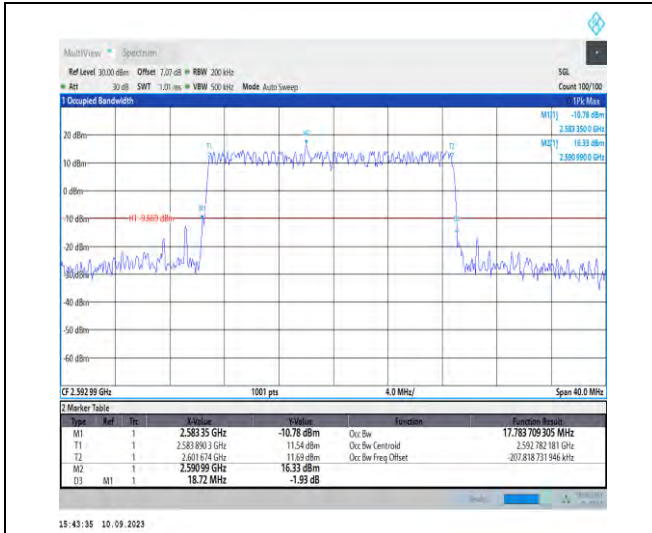 MultiView Spectrum
Ref Level 30.00 dBm Offset 7.07 dB RBW 200 kHz SGL
Att 30 dB SWT 1.01 ms VBW 500 kHz Mode Auto Sweep Count 100/100
1 Occupied Bandwidth 1Pk Max
M1[1] -10.78 dBm
2.583 350 0 GHz
M2[1] 16.33 dBm
2.590 990 0 GHz
20 dBm
T1 M2 T2
10 dBm
0 dBm
M1
-10 dBm H1 -9.669 dBm
-20 dBm
-30 dBm
-40 dBm
-50 dBm
-60 dBm
CF 2.592 99 GHz 1001 pts 4.0 MHz/ Span 40.0 MHz
2 Marker Table
Type Ref Trc X-Value Y-Value Function Function Result
M1 1 2.583 35 GHz -10.78 dBm Occ Bw 17.783 709 305 MHz
T1 1 2.583 890 3 GHz 11.54 dBm Occ Bw Centroid 2.592 782 181 GHz
T2 1 2.601 674 GHz 11.69 dBm Occ Bw Freq Offset -207.818 731 946 kHz
M2 1 2.590 99 GHz 16.33 dBm
D3 M1 1 18.72 MHz -1.93 dB
15:43:35 10.09.2023